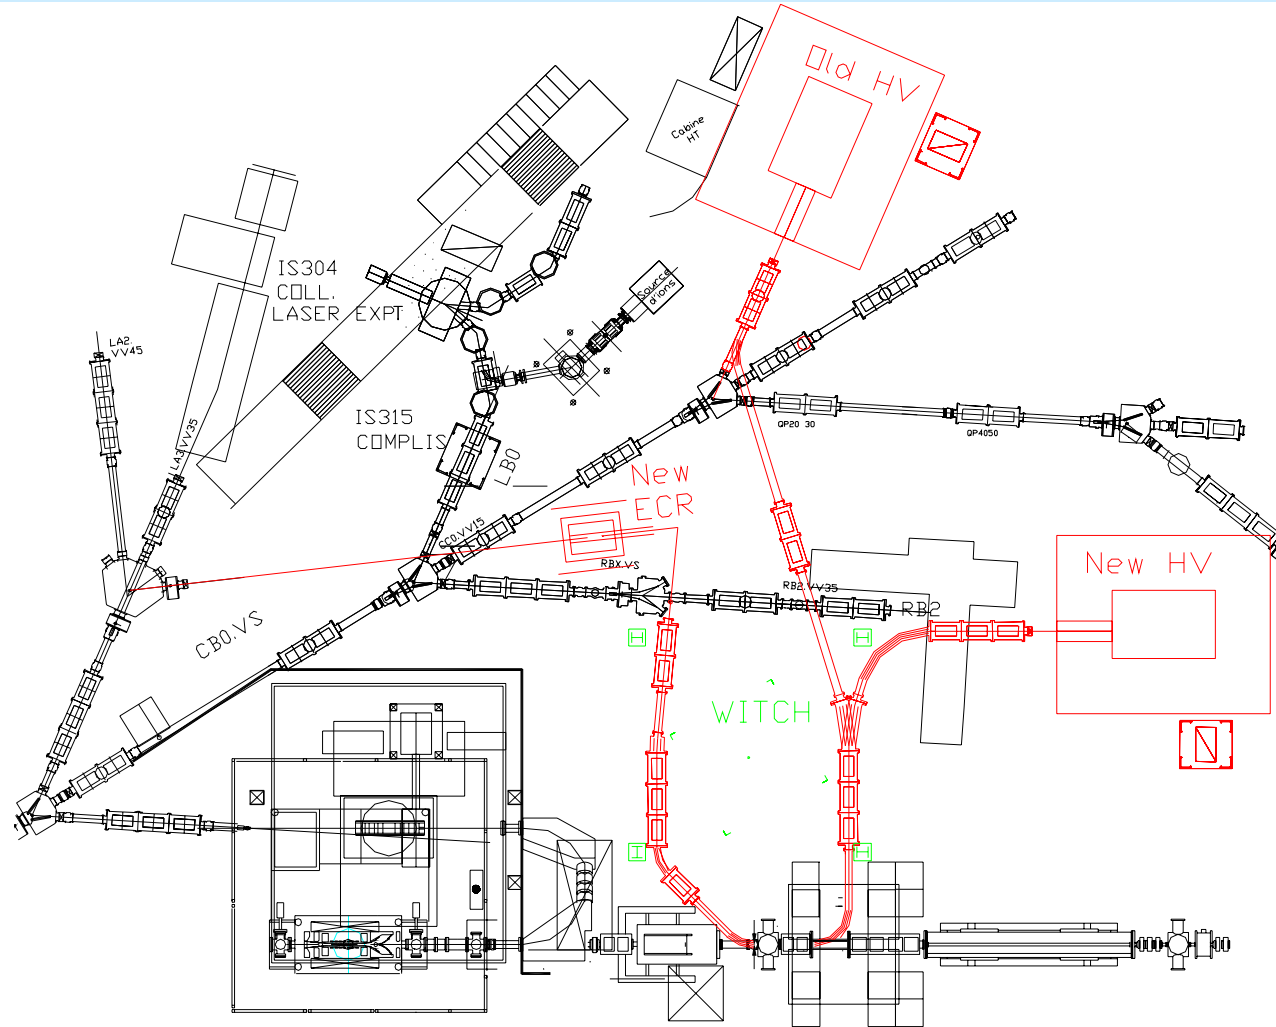 Old HV
Cabine
HT
IS304
COLL.
LASER EXPT
Source
d'ions
LA2.
VV45
IS315
COMPLIS
LA3.VV35
LB0
QP20 30
QP4050
New
ECR
CC0.VV15
RBX.VS
RB2.VV35
RB2
New HV
CB0.VS
H
H
WITCH
H
H